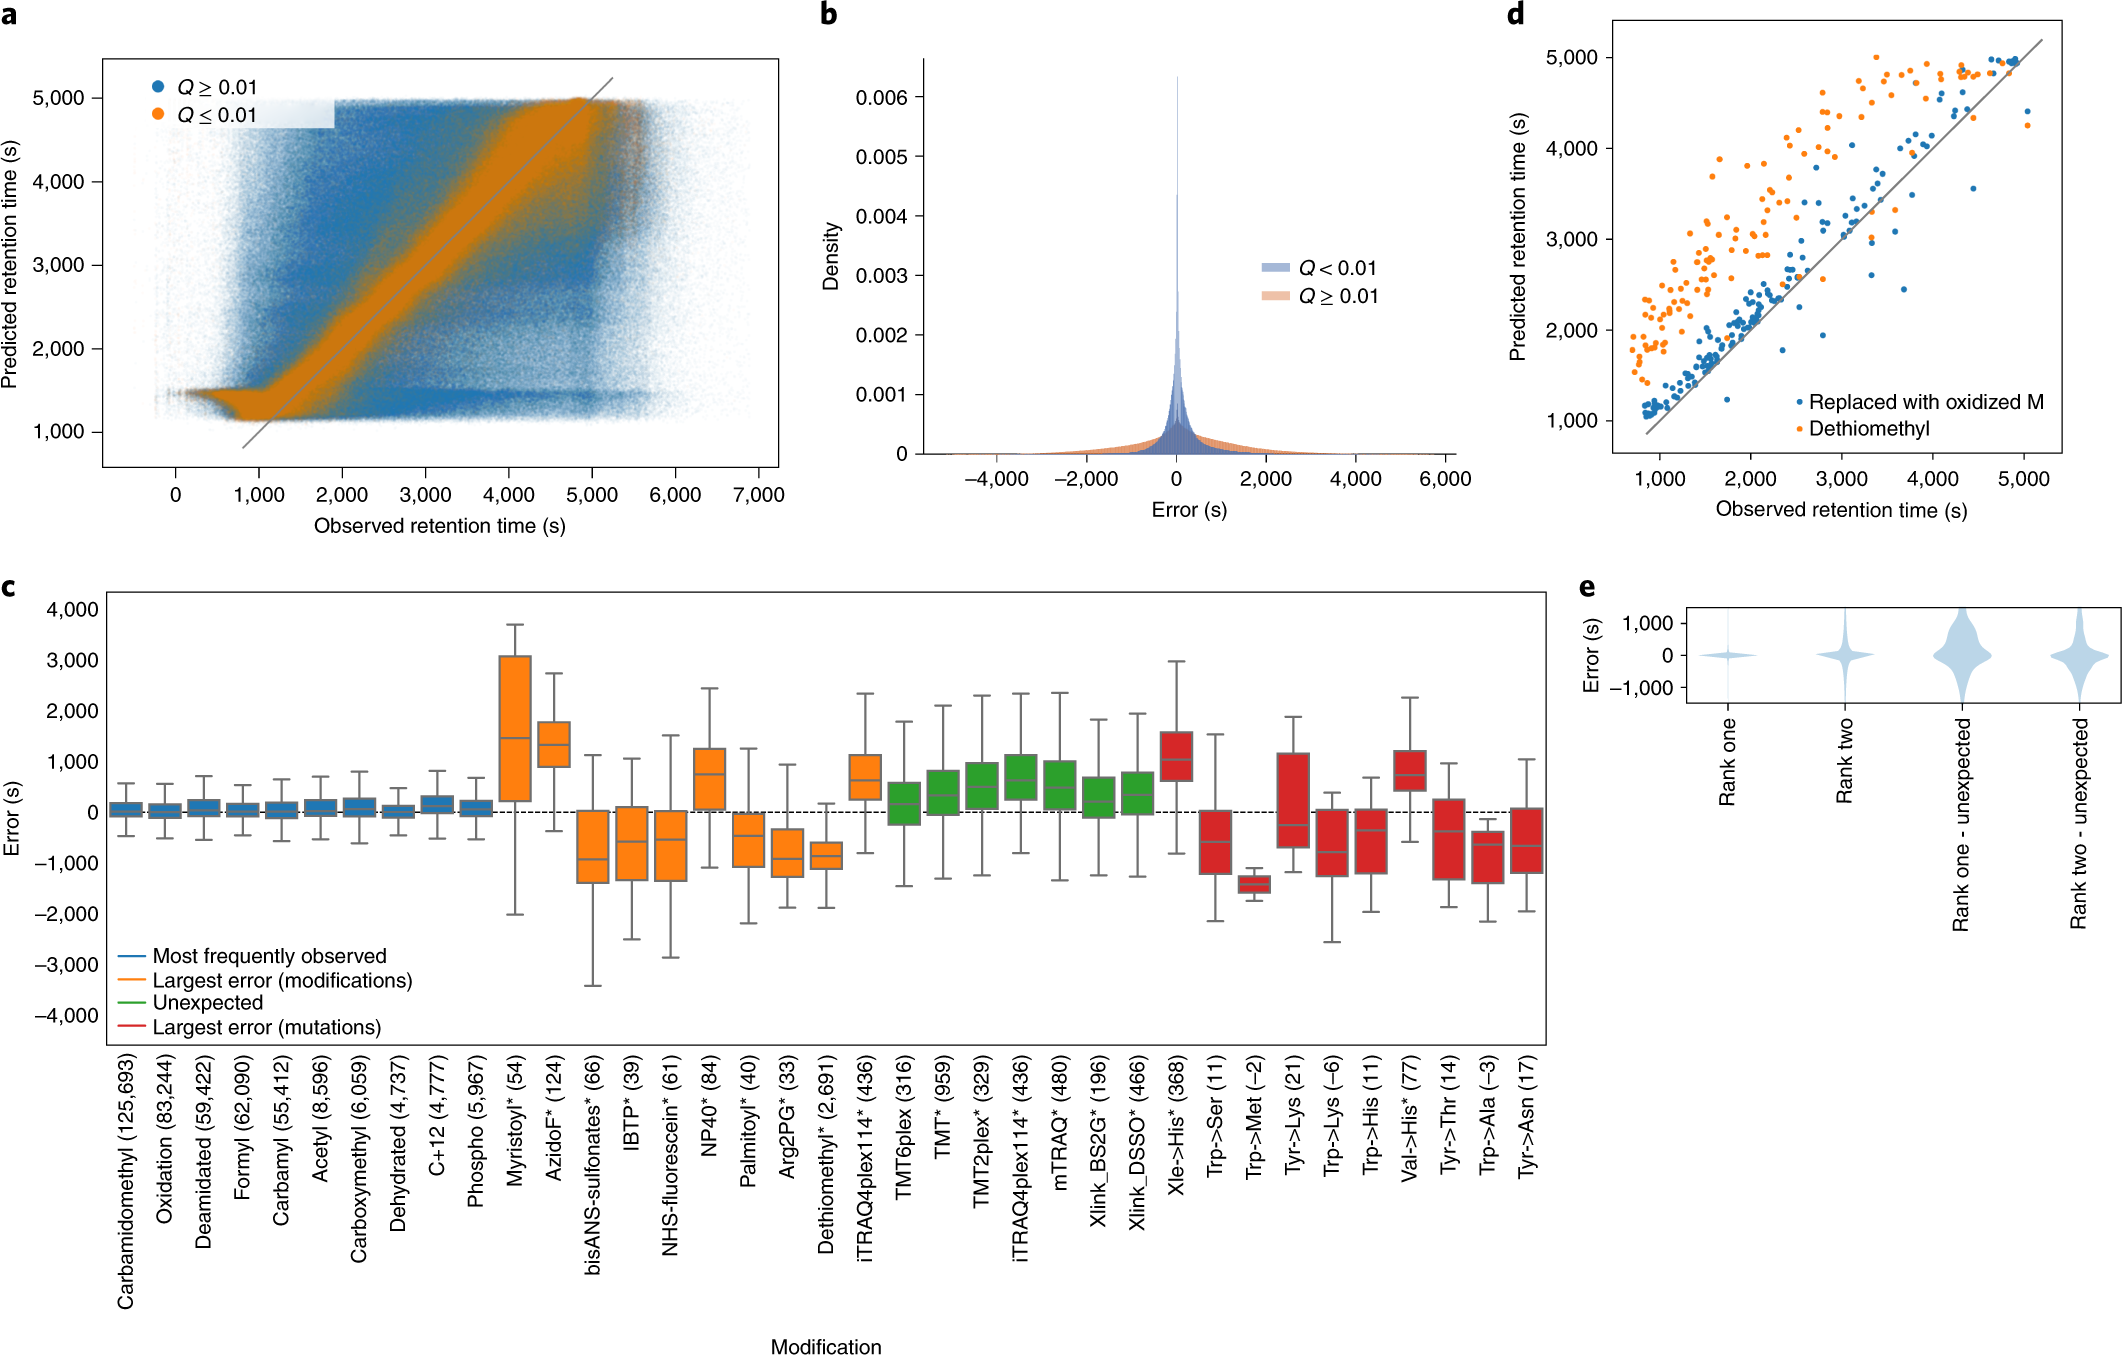 a
Q ≥ 0.01
Q ≤ 0.01
5,000
4,000
3,000
2,000
1,000
Predicted retention time (s)
0 1,000 2,000 3,000 4,000 5,000 6,000 7,000
Observed retention time (s)
b
0.006
0.005
0.004
0.003
0.002
0.001
0
Density
Q < 0.01
Q ≥ 0.01
−4,000 −2,000 0 2,000 4,000 6,000
Error (s)
d
5,000
4,000
3,000
2,000
1,000
Predicted retention time (s)
Replaced with oxidized M
Dethiomethyl
1,000 2,000 3,000 4,000 5,000
Observed retention time (s)
c
4,000
3,000
2,000
1,000
0
−1,000
−2,000
−3,000
−4,000
Error (s)
Most frequently observed
Largest error (modifications)
Unexpected
Largest error (mutations)
Carbamidomethyl (125,693)
Oxidation (83,244)
Deamidated (59,422)
Formyl (62,090)
Carbamyl (55,412)
Acetyl (8,596)
Carboxymethyl (6,059)
Dehydrated (4,737)
C+12 (4,777)
Phospho (5,967)
Myristoyl* (54)
AzidoF* (124)
bisANS-sulfonates* (66)
IBTP* (39)
NHS-fluorescein* (61)
NP40* (84)
Palmitoyl* (40)
Arg2PG* (33)
Dethiomethyl* (2,691)
iTRAQ4plex114* (436)
TMT6plex (316)
TMT* (959)
TMT2plex* (329)
iTRAQ4plex114* (436)
mTRAQ* (480)
Xlink_BS2G* (196)
Xlink_DSSO* (466)
Xle->His* (368)
Trp->Ser (11)
Trp->Met (−2)
Tyr->Lys (21)
Trp->Lys (−6)
Trp->His (11)
Val->His* (77)
Tyr->Thr (14)
Trp->Ala (−3)
Tyr->Asn (17)
Modification
e
1,000
0
−1,000
Error (s)
Rank one
Rank two
Rank one - unexpected
Rank two - unexpected